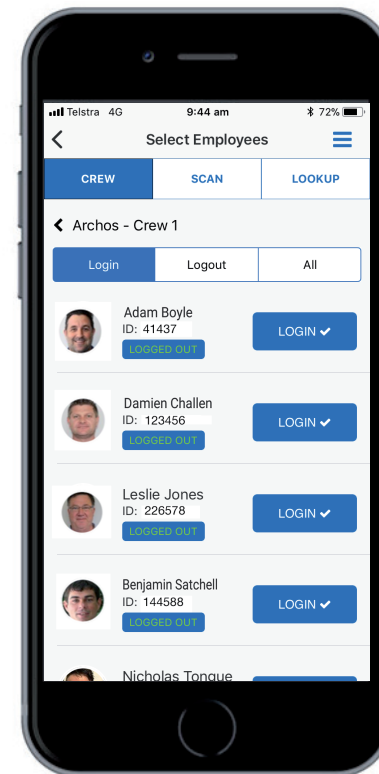 Telstra 4G 9:44 am 72%
Select Employees
CREW SCAN LOOKUP
Archos - Crew 1
Login Logout All
Adam Boyle
ID: 41437
LOGGED OUT
LOGIN
Damien Challen
ID: 123456
LOGGED OUT
LOGIN
Leslie Jones
ID: 226578
LOGGED OUT
LOGIN
Benjamin Satchell
ID: 144588
LOGGED OUT
LOGIN
Nicholas Tongue